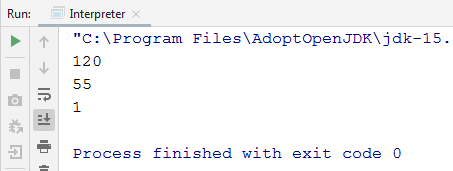 Run: Interpreter
"C:\Program Files\AdoptOpenJDK\jdk-15.
120
55
1
Process finished with exit code 0